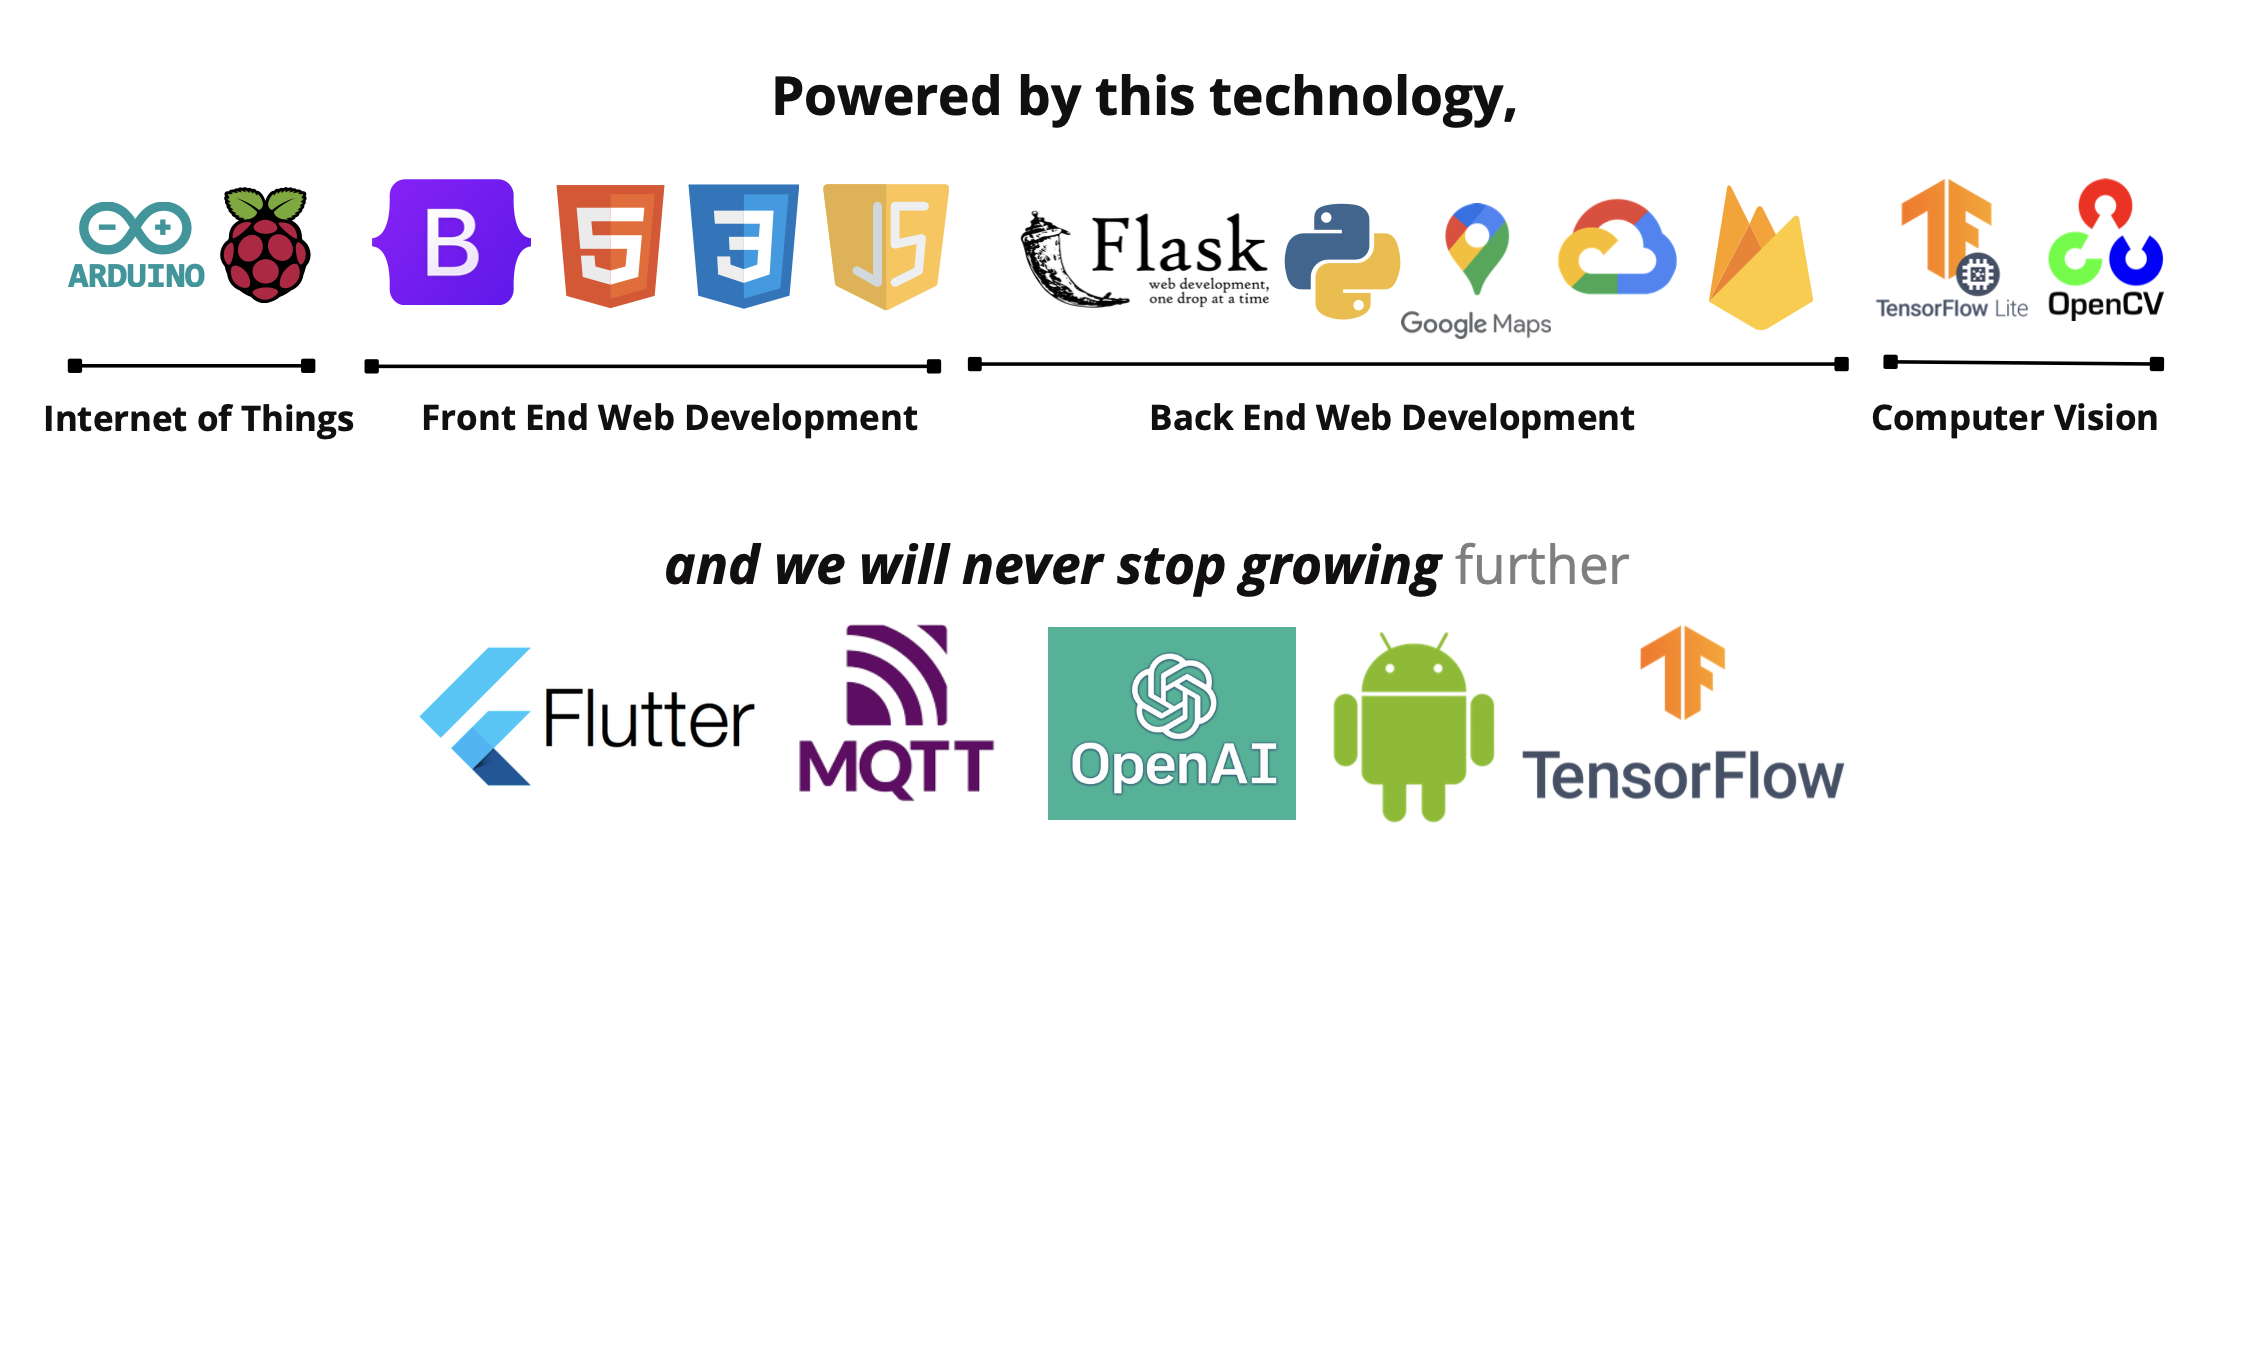 Powered by this technology,
ARDUINO
B
5
3
JS
Flask
web development,
one drop at a time
Google Maps
TensorFlow Lite
OpenCV
Internet of Things
Front End Web Development
Back End Web Development
Computer Vision
and we will never stop growing further
Flutter
MQTT
OpenAI
TensorFlow